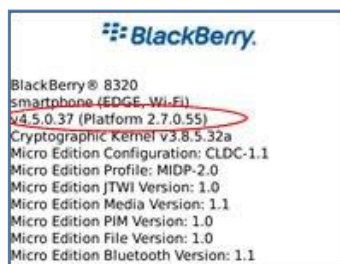 BlackBerry.
BlackBerry® 8320
smartphone (EDGE, Wi-Fi)
v4.5.0.37 (Platform 2.7.0.55)
Cryptographic Kernel v3.8.5.32a
Micro Edition Configuration: CLDC-1.1
Micro Edition Profile: MIDP-2.0
Micro Edition JTWI Version: 1.0
Micro Edition Media Version: 1.1
Micro Edition PIM Version: 1.0
Micro Edition File Version: 1.0
Micro Edition Bluetooth Version: 1.1